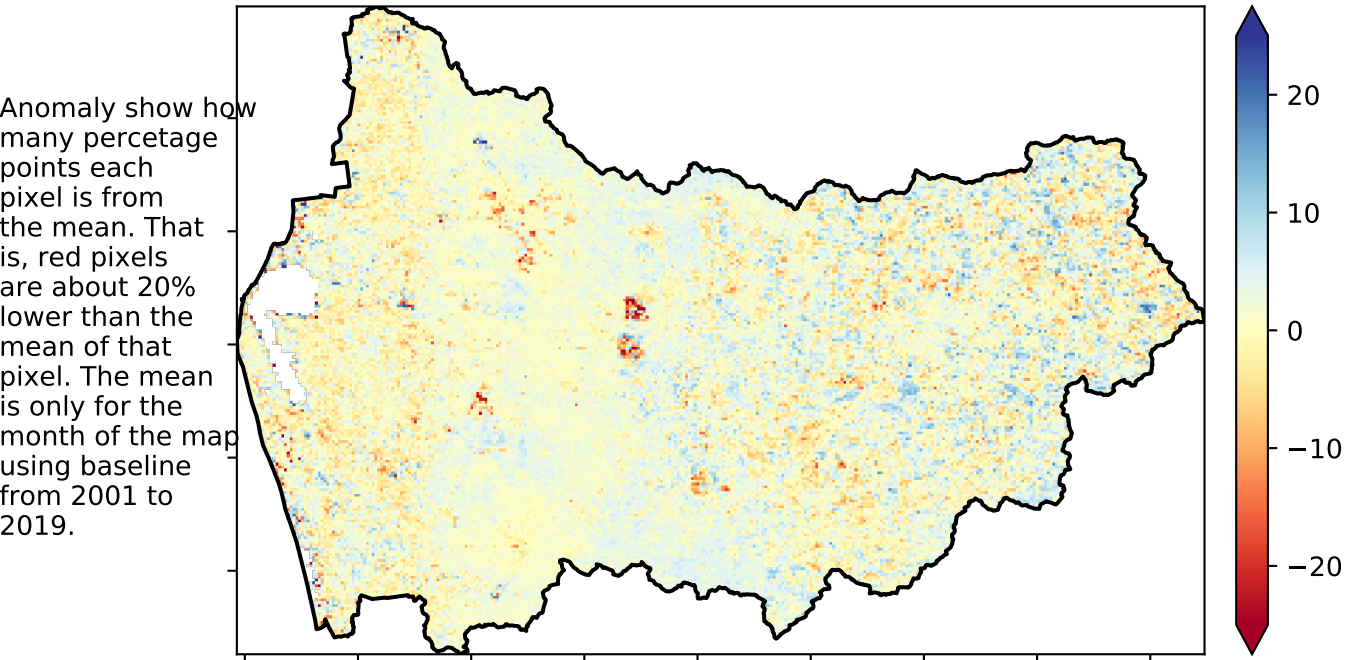 Anomaly show how
many percetage
points each
pixel is from
the mean. That
is, red pixels
are about 20%
lower than the
mean of that
pixel. The mean
is only for the
month of the map
using baseline
from 2001 to
2019.
20
10
0
−10
−20